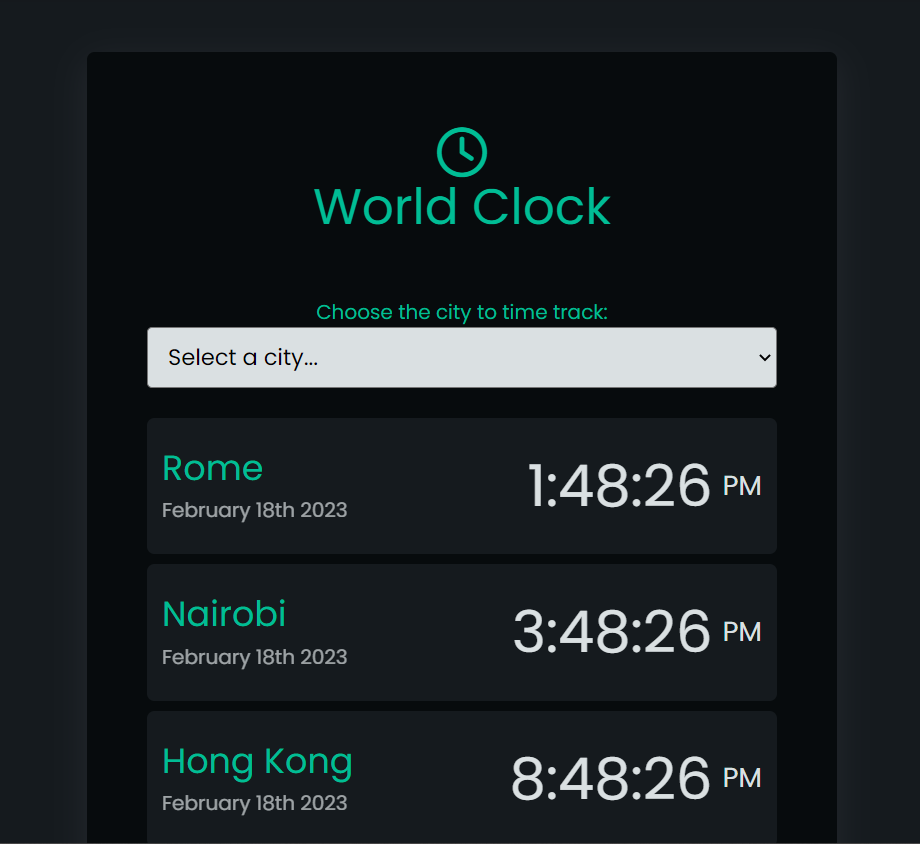 World Clock
Choose the city to time track:
Select a city...
Rome
February 18th 2023
1:48:26 PM
Nairobi
February 18th 2023
3:48:26 PM
Hong Kong
February 18th 2023
8:48:26 PM